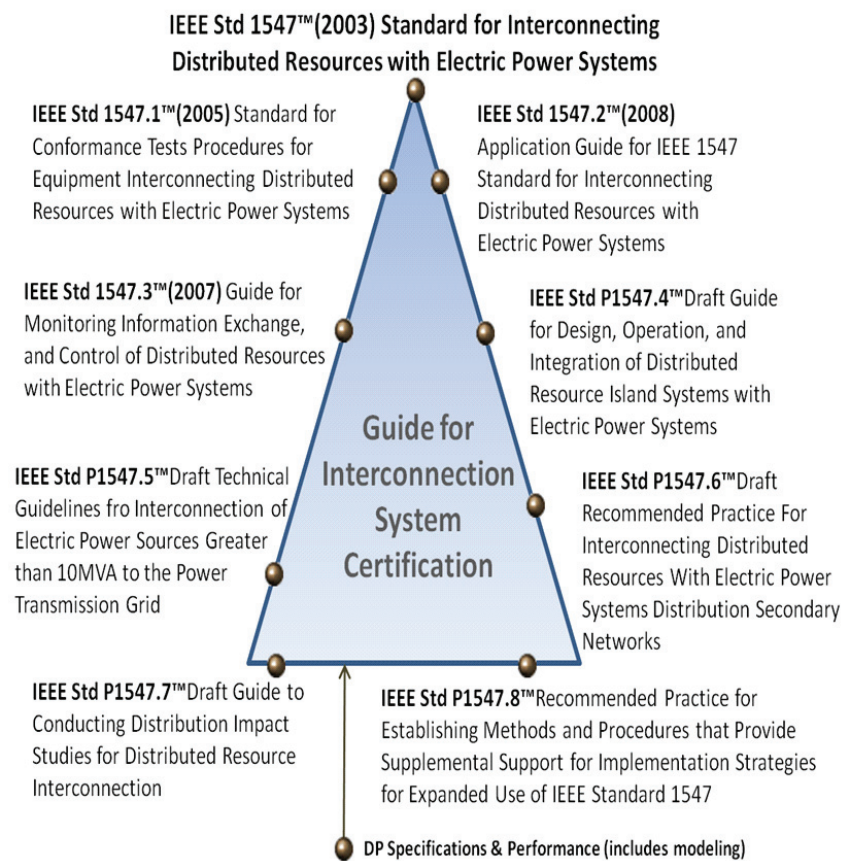 IEEE Std 1547™(2003) Standard for Interconnecting
Distributed Resources with Electric Power Systems
IEEE Std 1547.1™(2005) Standard for
Conformance Tests Procedures for
Equipment Interconnecting Distributed
Resources with Electric Power Systems
IEEE Std 1547.2™(2008)
Application Guide for IEEE 1547
Standard for Interconnecting
Distributed Resources with
Electric Power Systems
IEEE Std 1547.3™(2007) Guide for
Monitoring Information Exchange,
and Control of Distributed Resources
with Electric Power Systems
IEEE Std P1547.4™Draft Guide
for Design, Operation, and
Integration of Distributed
Resource Island Systems with
Electric Power Systems
Guide for
Interconnection
System
Certification
IEEE Std P1547.5™Draft Technical
Guidelines fro Interconnection of
Electric Power Sources Greater
than 10MVA to the Power
Transmission Grid
IEEE Std P1547.6™Draft
Recommended Practice For
Interconnecting Distributed
Resources With Electric Power
Systems Distribution Secondary
Networks
IEEE Std P1547.7™Draft Guide to
Conducting Distribution Impact
Studies for Distributed Resource
Interconnection
IEEE Std P1547.8™Recommended Practice for
Establishing Methods and Procedures that Provide
Supplemental Support for Implementation Strategies
for Expanded Use of IEEE Standard 1547
DP Specifications & Performance (includes modeling)